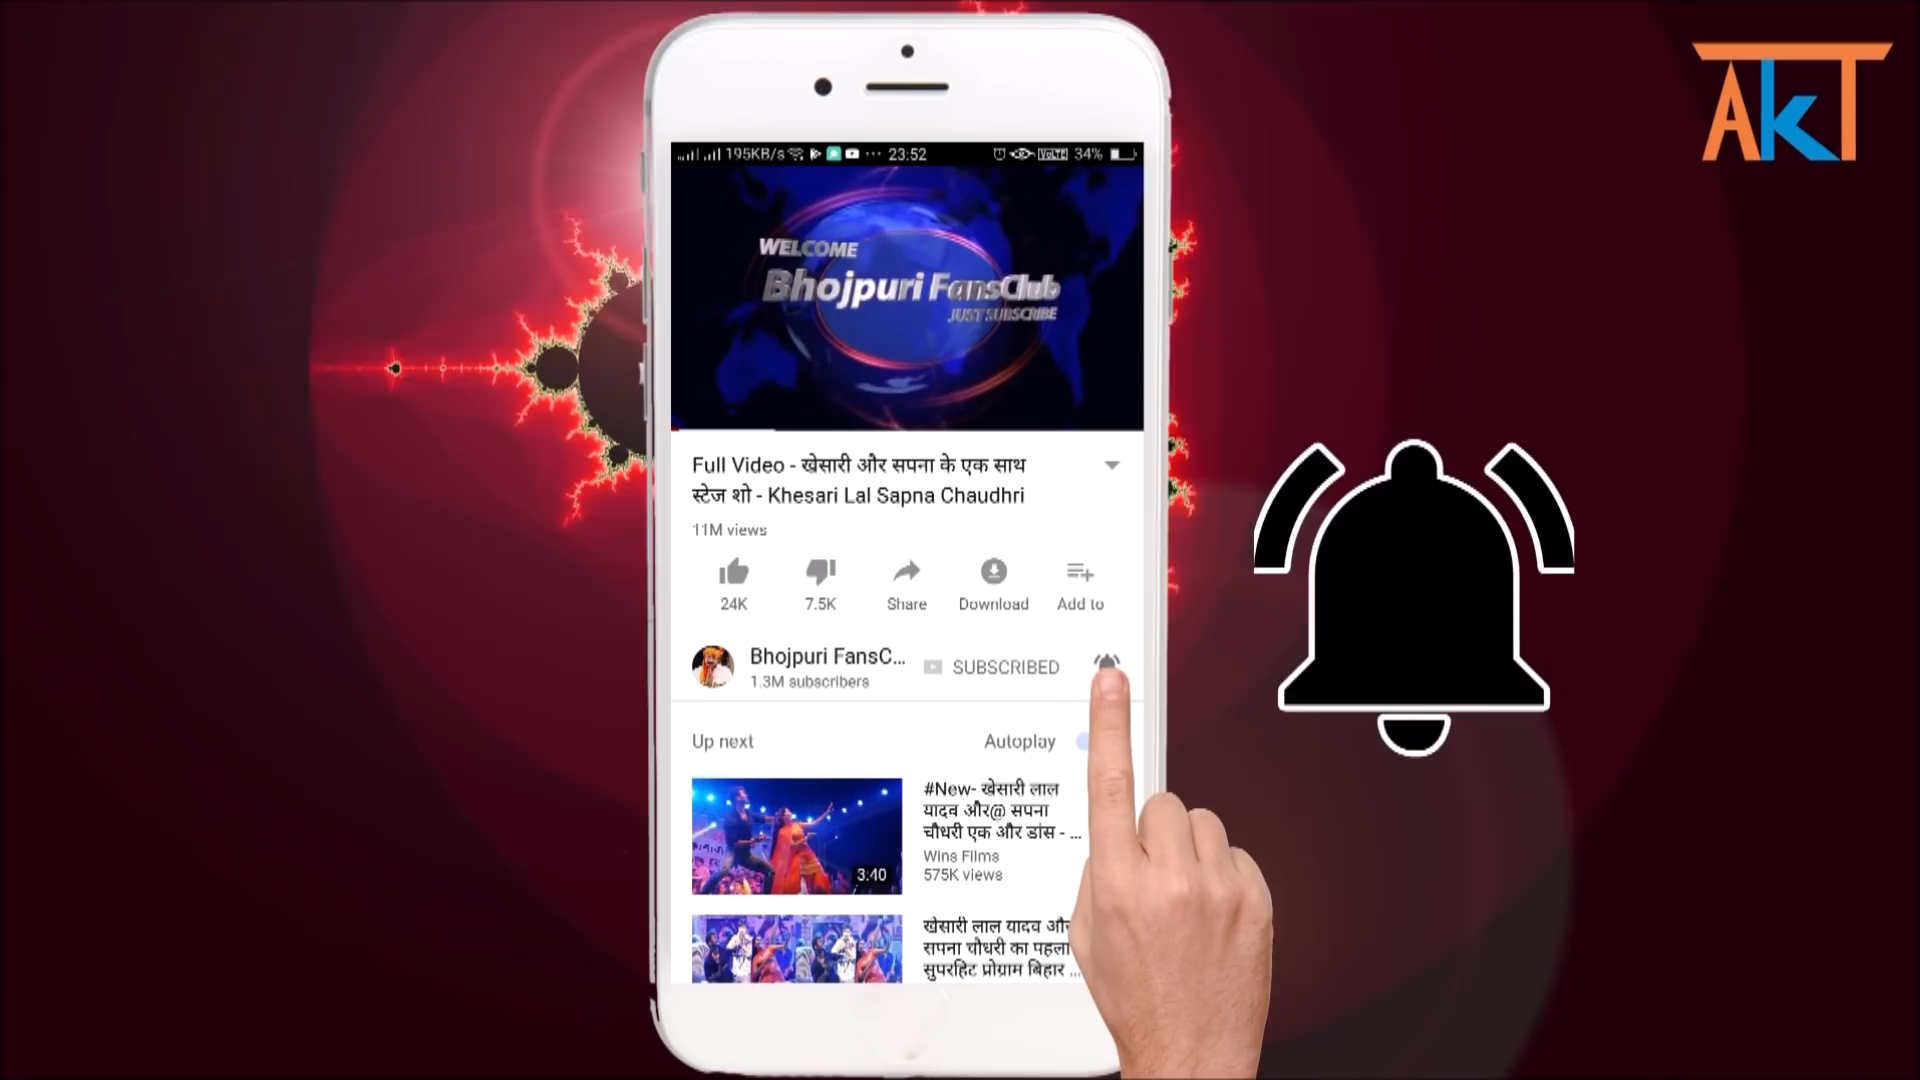 AKT
195KB/s 23:52 VoLTE 34%
WELCOME
Bhojpuri FansClub
JUST SUBSCRIBE
Full Video - खेसारी और सपना के एक साथ
स्टेज शो - Khesari Lal Sapna Chaudhri
11M views
24K 7.5K Share Download Add to
Bhojpuri FansC... SUBSCRIBED
1.3M subscribers
Up next Autoplay
3:40
#New- खेसारी लाल
यादव और@ सपना
चौधरी एक और डांस - ...
Wins Films
575K views
खेसारी लाल यादव और
सपना चौधरी का पहला
सुपरहिट प्रोग्राम बिहार ...